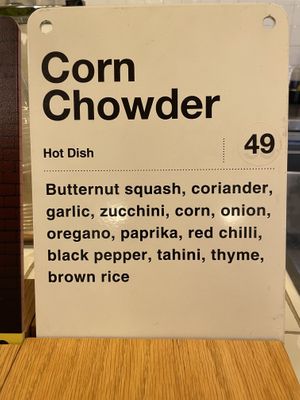 Corn
Chowder
Hot Dish
49
Butternut squash, coriander,
garlic, zucchini, corn, onion,
oregano, paprika, red chilli,
black pepper, tahini, thyme,
brown rice